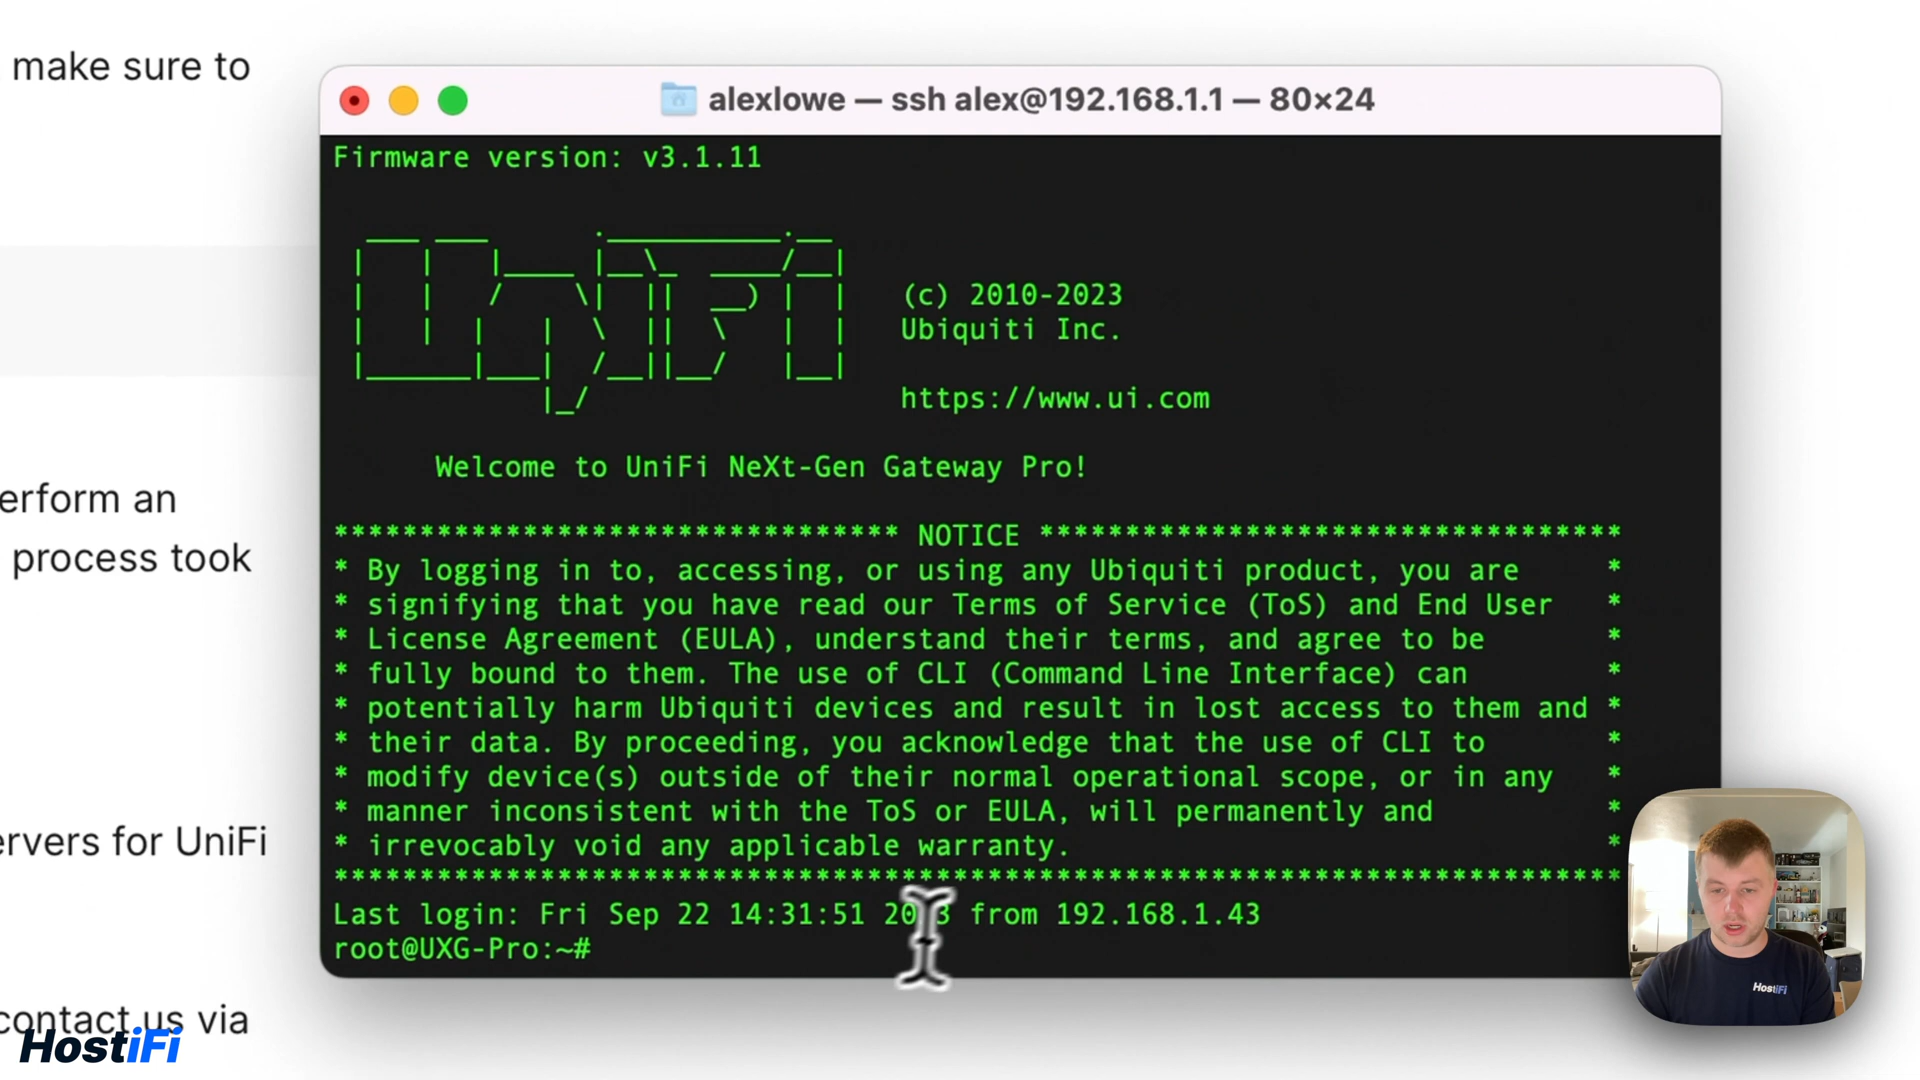 make sure to
alexlowe — ssh alex@192.168.1.1 — 80×24
Firmware version: v3.1.11
(c) 2010-2023
Ubiquiti Inc.
https://www.ui.com
Welcome to UniFi NeXt-Gen Gateway Pro!
********************************* NOTICE **********************************
* By logging in to, accessing, or using any Ubiquiti product, you are *
* signifying that you have read our Terms of Service (ToS) and End User *
* License Agreement (EULA), understand their terms, and agree to be *
* fully bound to them. The use of CLI (Command Line Interface) can *
* potentially harm Ubiquiti devices and result in lost access to them and *
* their data. By proceeding, you acknowledge that the use of CLI to *
* modify device(s) outside of their normal operational scope, or in any *
* manner inconsistent with the ToS or EULA, will permanently and *
* irrevocably void any applicable warranty. *
***************************************************************************
Last login: Fri Sep 22 14:31:51 from 192.168.1.43
root@UXG-Pro:~#
erform an
process took
ervers for UniFi
contact us via
HostiFi
HostiFi